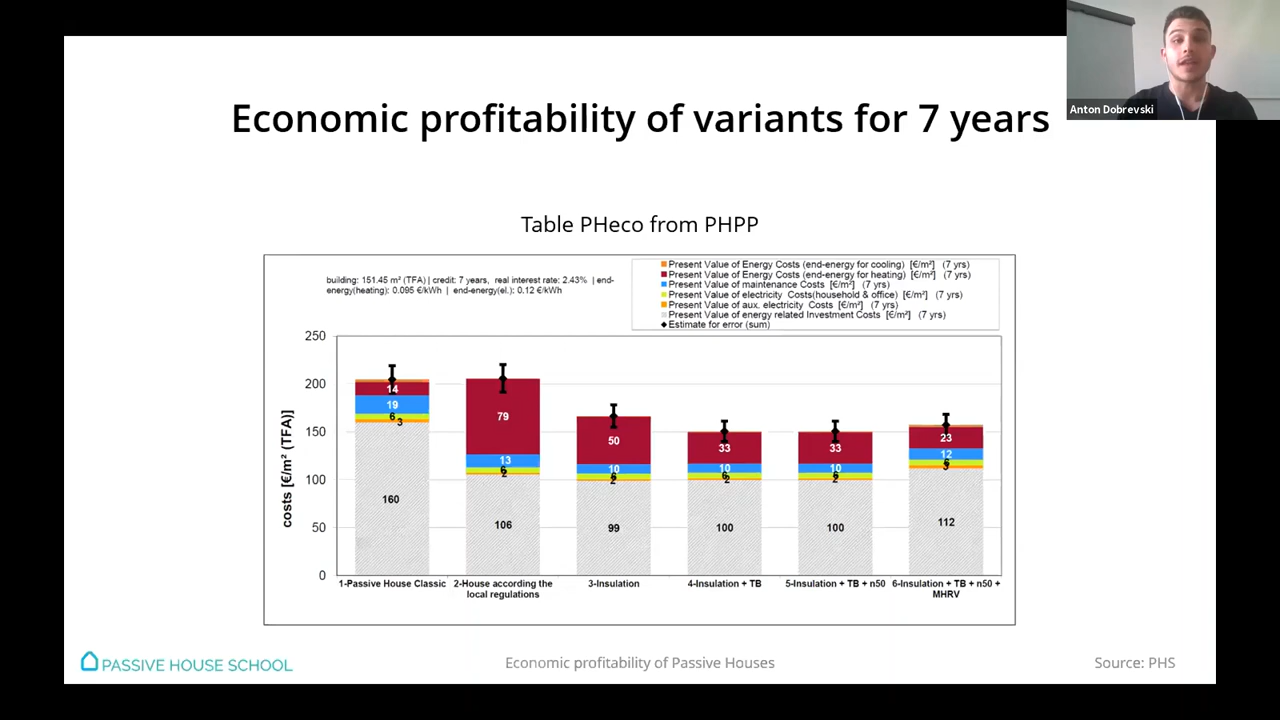 Anton Dobrevski
Economic profitability of variants for 7 years
Table PHeco from PHPP
building: 151.45 m² (TFA) | credit: 7 years, real interest rate: 2.43% | end-
energy(heating): 0.095 €/kWh | end-energy(el.): 0.12 €/kWh
Present Value of Energy Costs (end-energy for cooling) [€/m²] (7 yrs)
Present Value of Energy Costs (end-energy for heating) [€/m²] (7 yrs)
Present Value of maintenance Costs [€/m²] (7 yrs)
Present Value of electricity Costs(household & office) [€/m²] (7 yrs)
Present Value of aux. electricity Costs [€/m²] (7 yrs)
Present Value of energy related Investment Costs [€/m²] (7 yrs)
Estimate for error (sum)
costs [€/m² (TFA)]
250
200
150
100
50
0
14
19
6
3
160
79
13
6
2
106
50
10
6
2
99
33
10
6
2
100
33
10
6
2
100
23
12
6
3
112
1-Passive House Classic
2-House according the
local regulations
3-Insulation
4-Insulation + TB
5-Insulation + TB + n50
6-Insulation + TB + n50 +
MHRV
PASSIVE HOUSE SCHOOL
Economic profitability of Passive Houses
Source: PHS